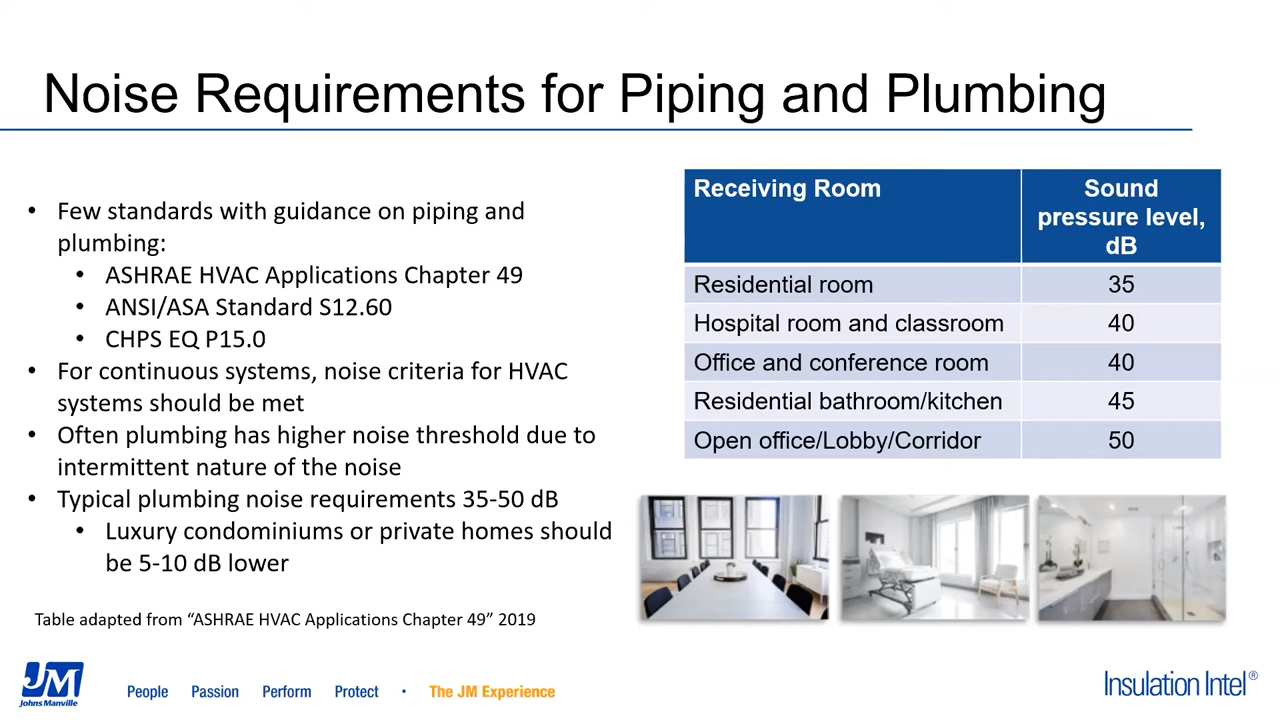 Noise Requirements for Piping and Plumbing
• Few standards with guidance on piping and
plumbing:
• ASHRAE HVAC Applications Chapter 49
• ANSI/ASA Standard S12.60
• CHPS EQ P15.0
• For continuous systems, noise criteria for HVAC
systems should be met
• Often plumbing has higher noise threshold due to
intermittent nature of the noise
• Typical plumbing noise requirements 35-50 dB
• Luxury condominiums or private homes should
be 5-10 dB lower
Table adapted from “ASHRAE HVAC Applications Chapter 49” 2019
Receiving Room Sound
pressure level,
dB
Residential room 35
Hospital room and classroom 40
Office and conference room 40
Residential bathroom/kitchen 45
Open office/Lobby/Corridor 50
JM
Johns Manville
People Passion Perform Protect • The JM Experience
Insulation Intel®